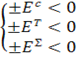 ±E^c < 0
±E^T < 0
±E^Σ < 0